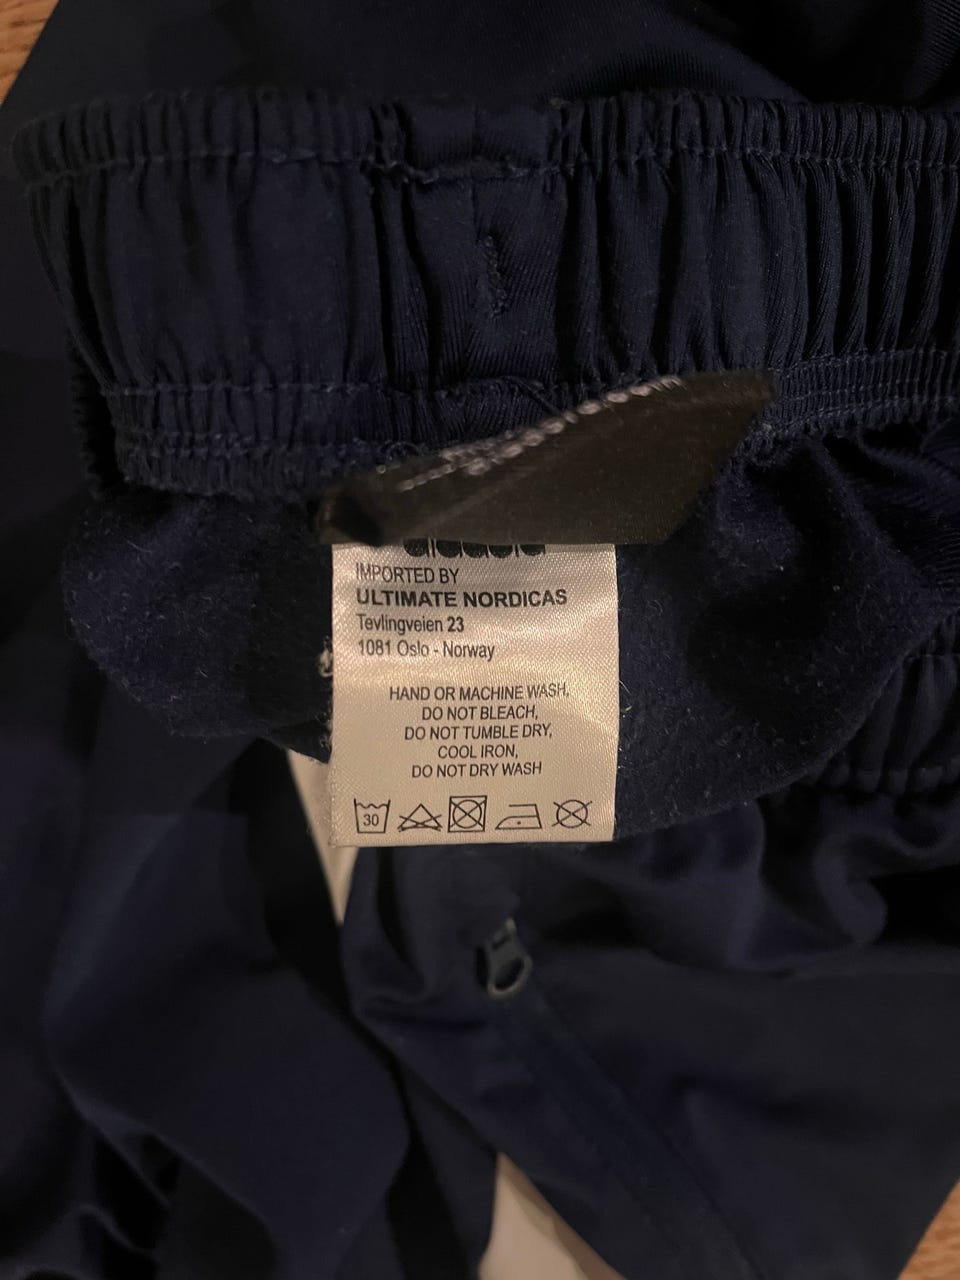 IMPORTED BY
ULTIMATE NORDICAS
Tevlingveien 23
1081 Oslo - Norway
HAND OR MACHINE WASH,
DO NOT BLEACH,
DO NOT TUMBLE DRY,
COOL IRON,
DO NOT DRY WASH
30